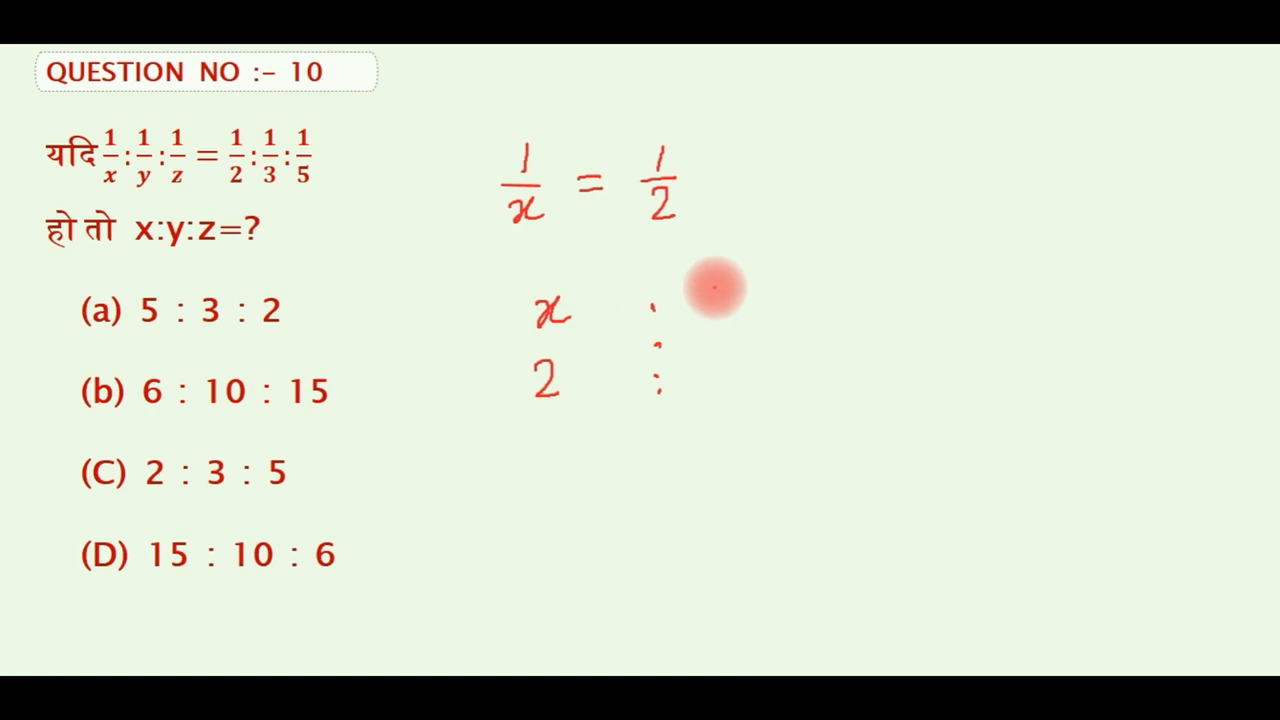 QUESTION NO :- 10
यदि 1/x : 1/y : 1/z = 1/2 : 1/3 : 1/5
हो तो x:y:z=?
(a) 5 : 3 : 2
(b) 6 : 10 : 15
(C) 2 : 3 : 5
(D) 15 : 10 : 6
1/x = 1/2
x :
2 :